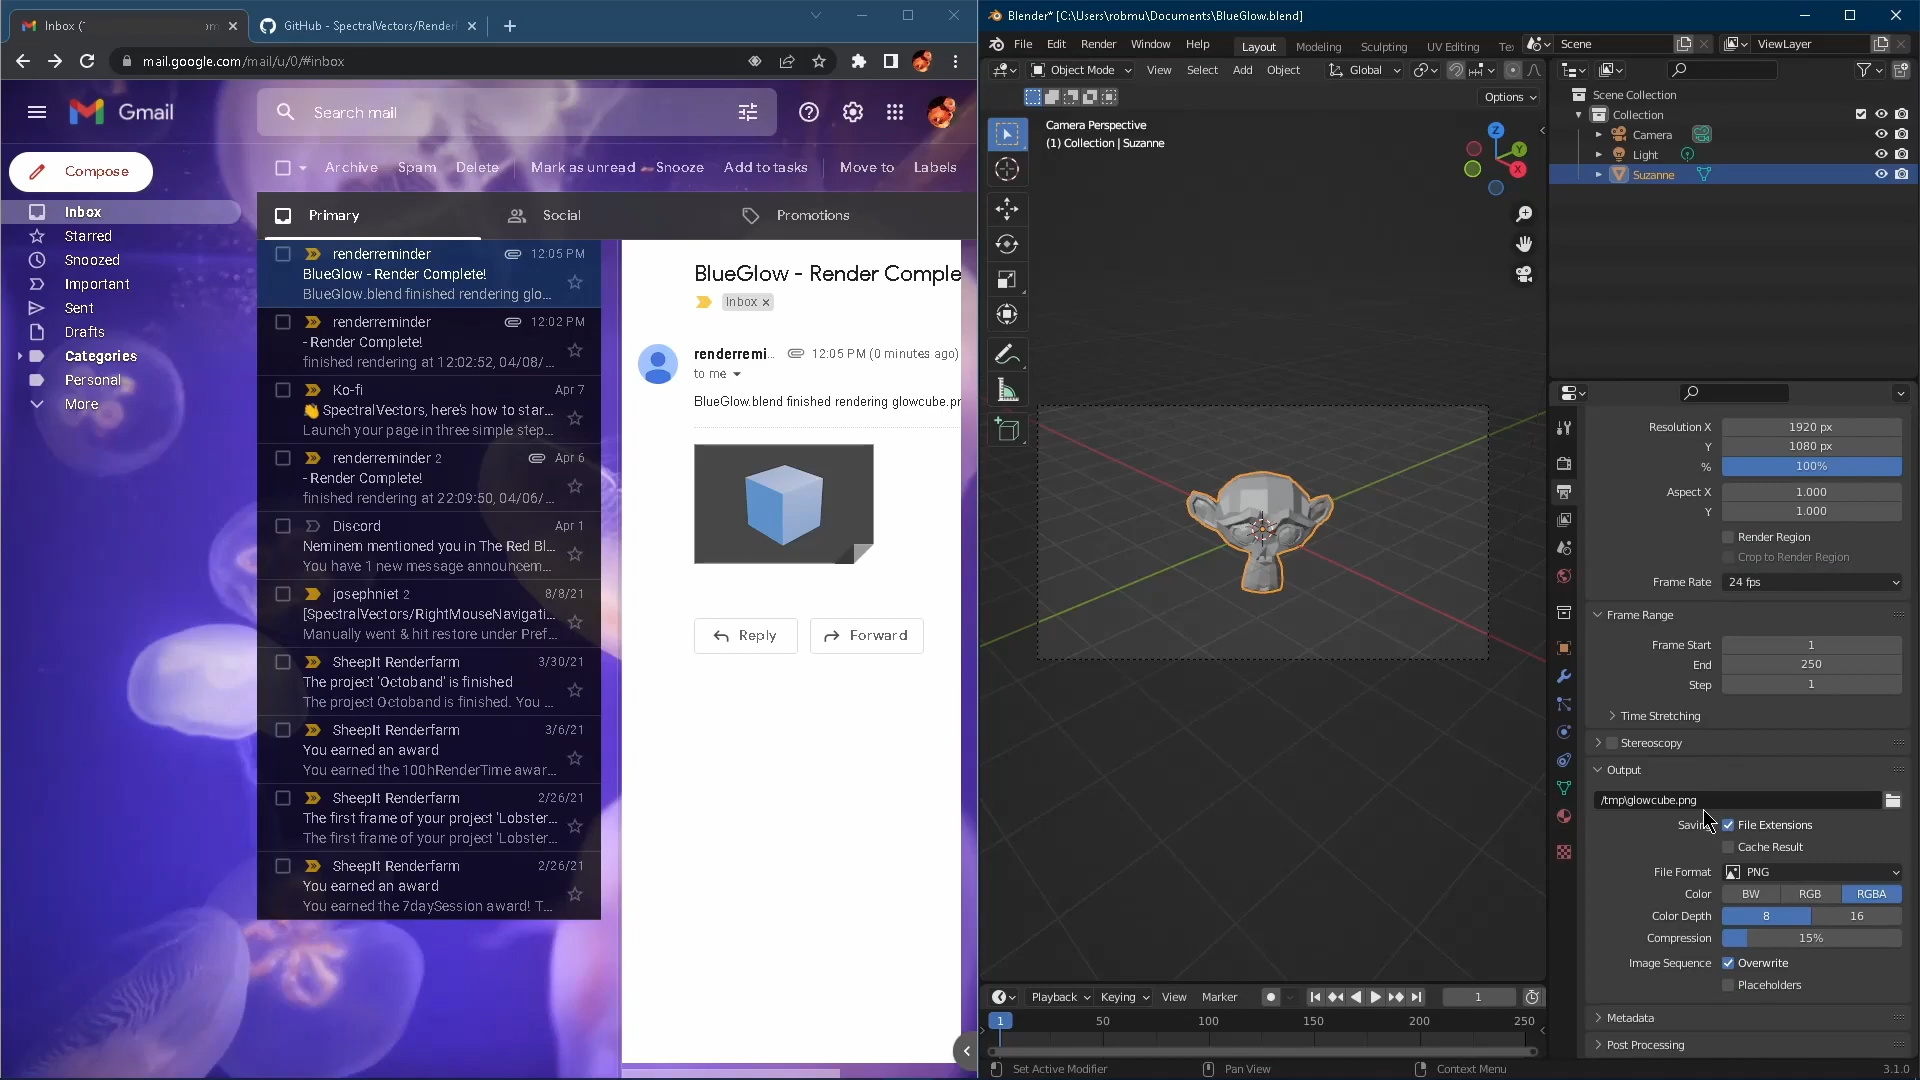 Inbox (
om
GitHub - SpectralVectors/Render
mail.google.com/mail/u/0/#inbox
Gmail
Search mail
Compose
Archive
Spam
Delete
Mark as unread
Snooze
Add to tasks
Move to
Labels
Inbox
Starred
Snoozed
Important
Sent
Drafts
Categories
Personal
More
Primary
Social
Promotions
renderreminder 12:05 PM
BlueGlow - Render Complete!
BlueGlow.blend finished rendering glo...
renderreminder 12:02 PM
- Render Complete!
finished rendering at 12:02:52, 04/08/ ...
Ko-fi Apr 7
👏 SpectralVectors, here's how to star...
Launch your page in three simple step...
renderreminder 2 Apr 6
- Render Complete!
finished rendering at 22:09:50, 04/06/ ...
Discord Apr 1
Neminem mentioned you in The Red Bl...
You have 1 new message announcem...
josephniet 2 8/8/21
[SpectralVectors/RightMouseNavigati...
Manually went & hit restore under Pref...
SheepIt Renderfarm 3/30/21
The project 'Octoband' is finished
The project Octoband is finished. You ...
SheepIt Renderfarm 3/6/21
You earned an award
You earned the 100hRenderTime awar...
SheepIt Renderfarm 2/26/21
The first frame of your project 'Lobster...
The first frame of your project 'Lobster...
SheepIt Renderfarm 2/26/21
You earned an award
You earned the 7daySession award! T...
BlueGlow - Render Comple
Inbox ×
renderremi... 12:05 PM (0 minutes ago)
to me
BlueGlow.blend finished rendering glowcube.pr
Reply
Forward
Blender* [C:\Users\robmu\Documents\BlueGlow.blend]
File
Edit
Render
Window
Help
Layout
Modeling
Sculpting
UV Editing
Te
Scene
ViewLayer
Object Mode
View
Select
Add
Object
Global
Options
Camera Perspective
(1) Collection | Suzanne
Z
Y
X
Scene Collection
Collection
Camera
Light
Suzanne
Resolution X 1920 px
Y 1080 px
% 100%
Aspect X 1.000
Y 1.000
Render Region
Crop to Render Region
Frame Rate 24 fps
Frame Range
Frame Start 1
End 250
Step 1
Time Stretching
Stereoscopy
Output
/tmp\glowcube.png
Savin File Extensions
Cache Result
File Format PNG
Color BW RGB RGBA
Color Depth 8 16
Compression 15%
Image Sequence Overwrite
Placeholders
Metadata
Post Processing
Playback
Keying
View
Marker
1
1 50 100 150 200 250
Set Active Modifier
Pan View
Context Menu
3.1.0